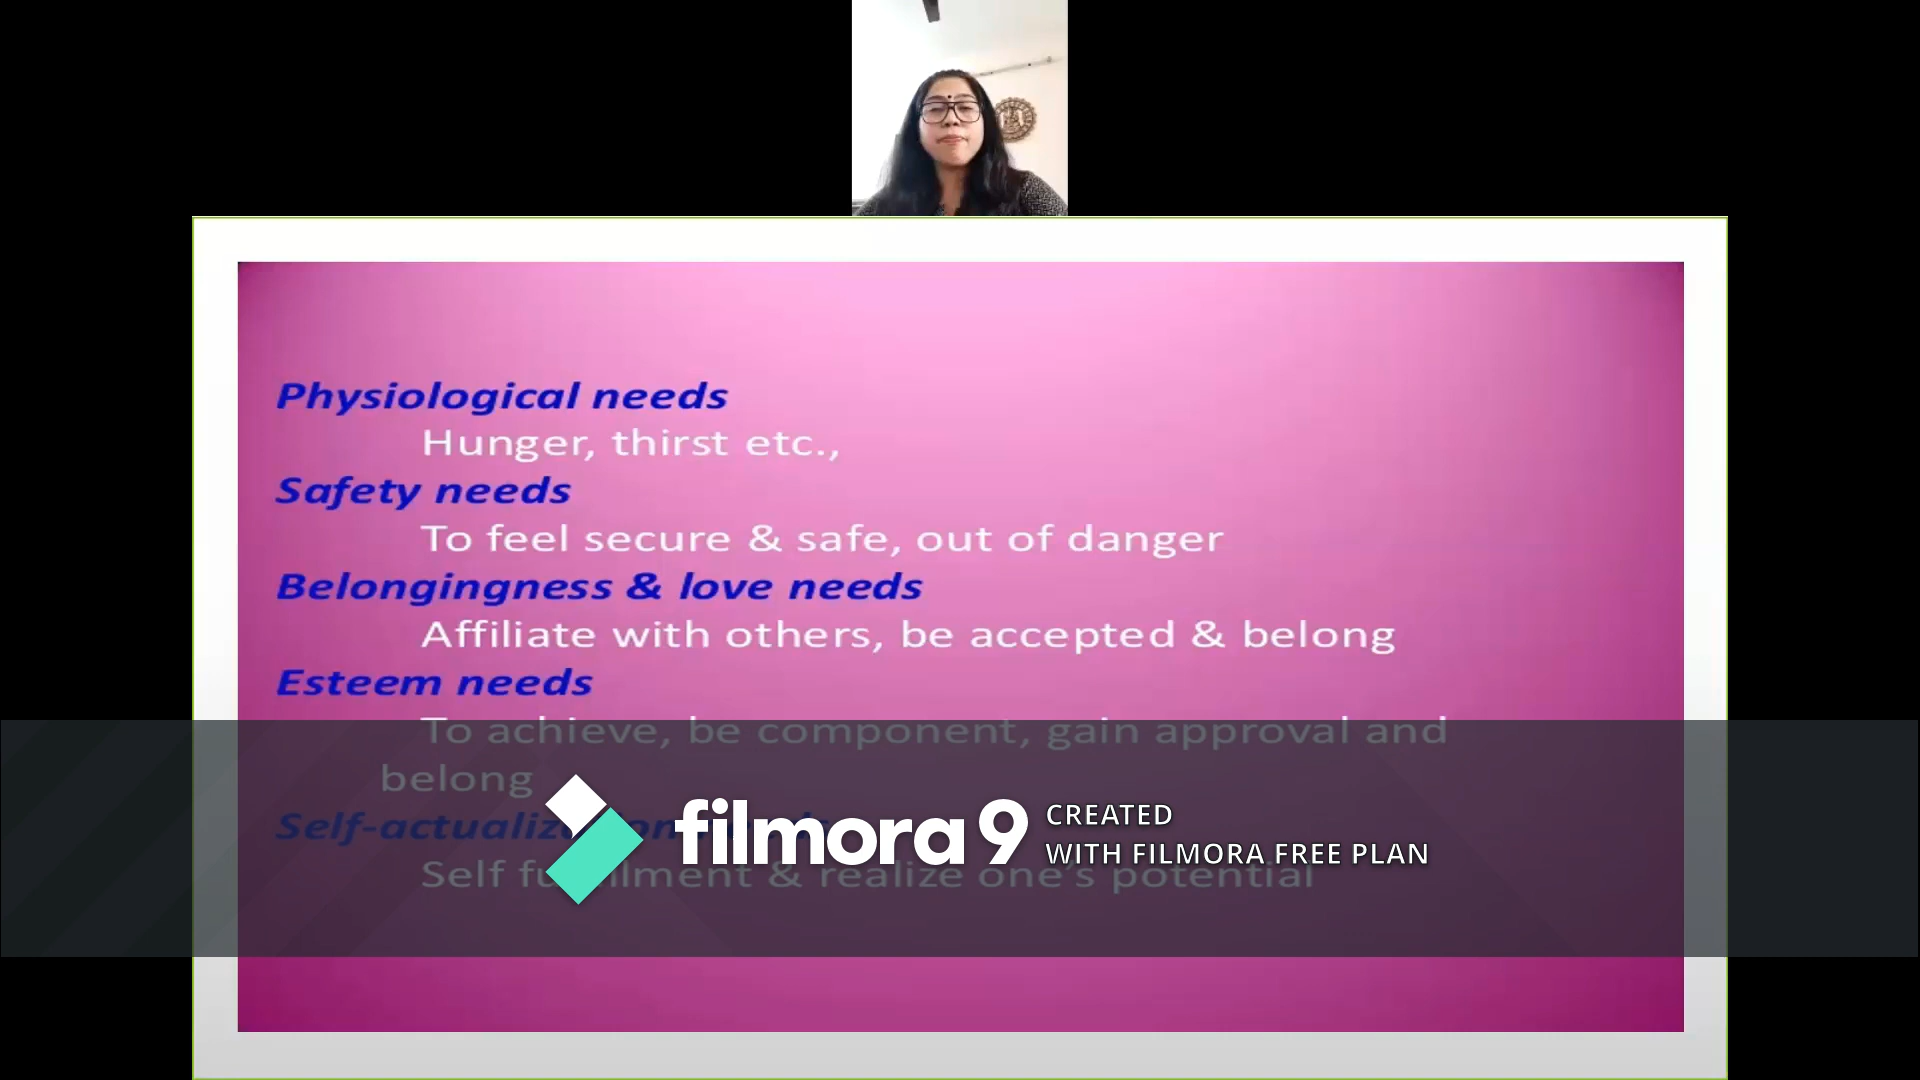 Physiological needs
Hunger, thirst etc.,
Safety needs
To feel secure & safe, out of danger
Belongingness & love needs
Affiliate with others, be accepted & belong
Esteem needs
To achieve, be component, gain approval and
belong
Self-actualization
Self fulfilment & realize one's potential
filmora 9
CREATED
WITH FILMORA FREE PLAN